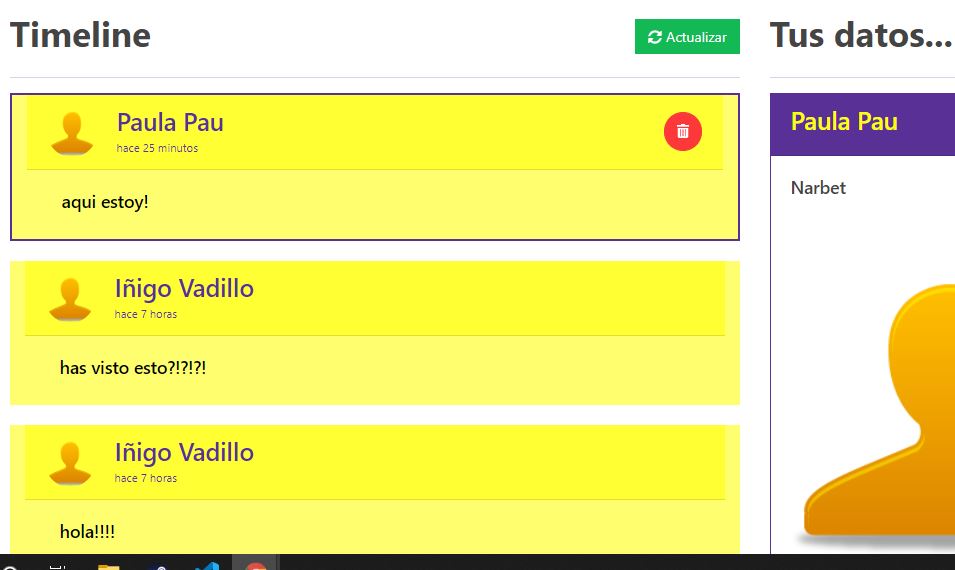 Timeline
Actualizar
Paula Pau
hace 25 minutos
aqui estoy!
Iñigo Vadillo
hace 7 horas
has visto esto?!?!?!
Iñigo Vadillo
hace 7 horas
hola!!!!
Tus datos...
Paula Pau
Narbet